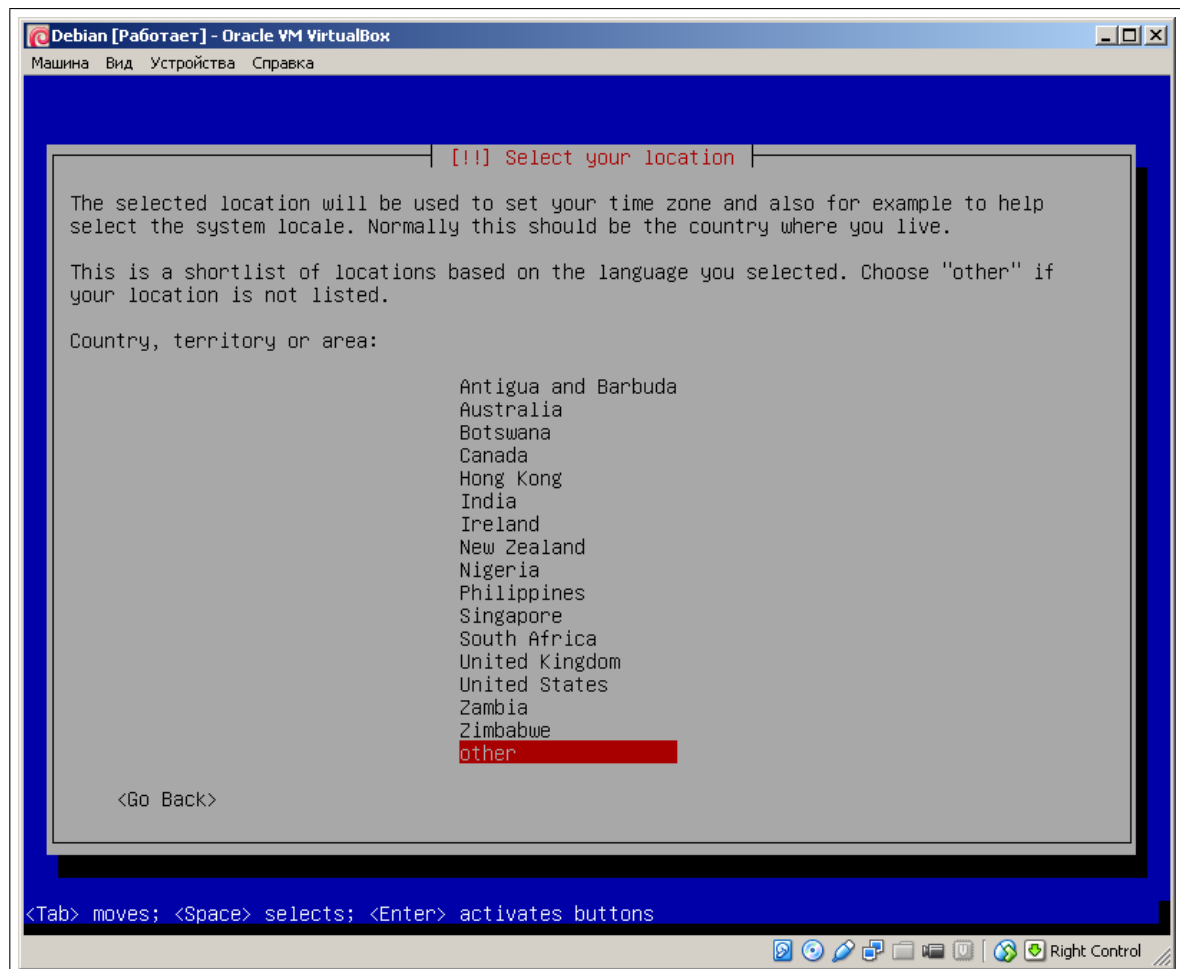 Debian [Работает] - Oracle VM VirtualBox
Машина Вид Устройства Справка
[!!] Select your location
The selected location will be used to set your time zone and also for example to help
select the system locale. Normally this should be the country where you live.
This is a shortlist of locations based on the language you selected. Choose "other" if
your location is not listed.
Country, territory or area:
Antigua and Barbuda
Australia
Botswana
Canada
Hong Kong
India
Ireland
New Zealand
Nigeria
Philippines
Singapore
South Africa
United Kingdom
United States
Zambia
Zimbabwe
other
<Go Back>
<Tab> moves; <Space> selects; <Enter> activates buttons
Right Control